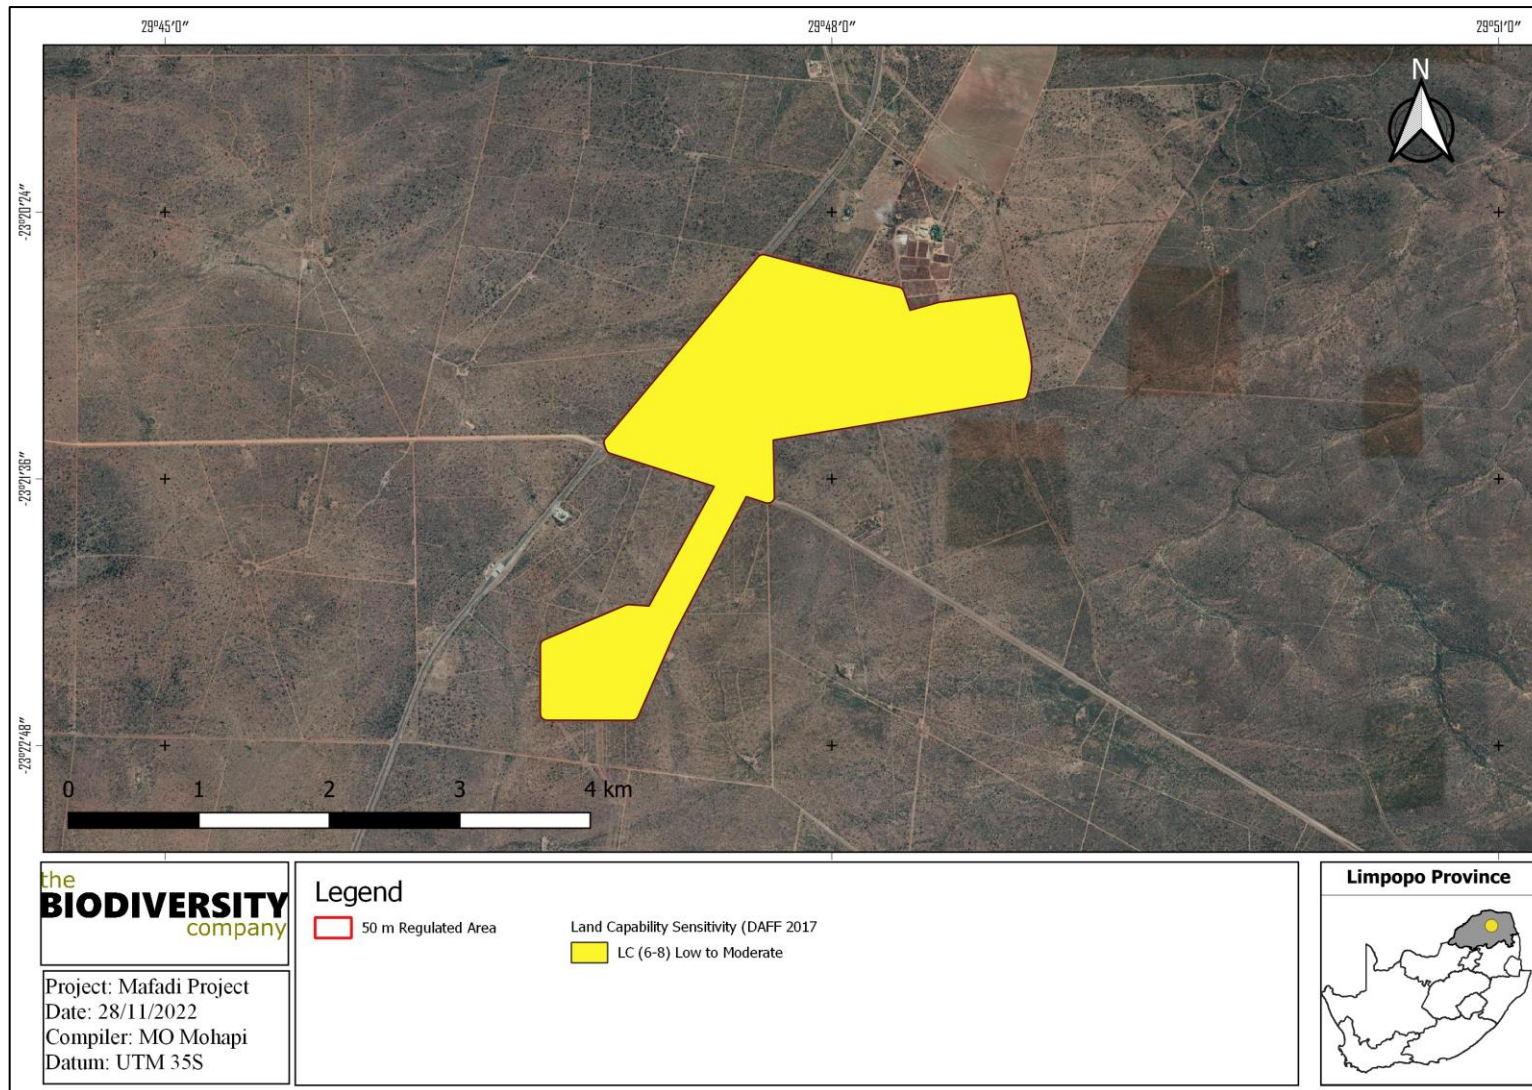 29°45'0"
29°48'0"
29°51'0"
N
-23°20'24"
-23°21'36"
-23°22'48"
0 1 2 3 4 km
the
BIODIVERSITY
company
Project: Mafadi Project
Date: 28/11/2022
Compiler: MO Mohapi
Datum: UTM 35S
Legend
50 m Regulated Area
Land Capability Sensitivity (DAFF 2017
LC (6-8) Low to Moderate
Limpopo Province